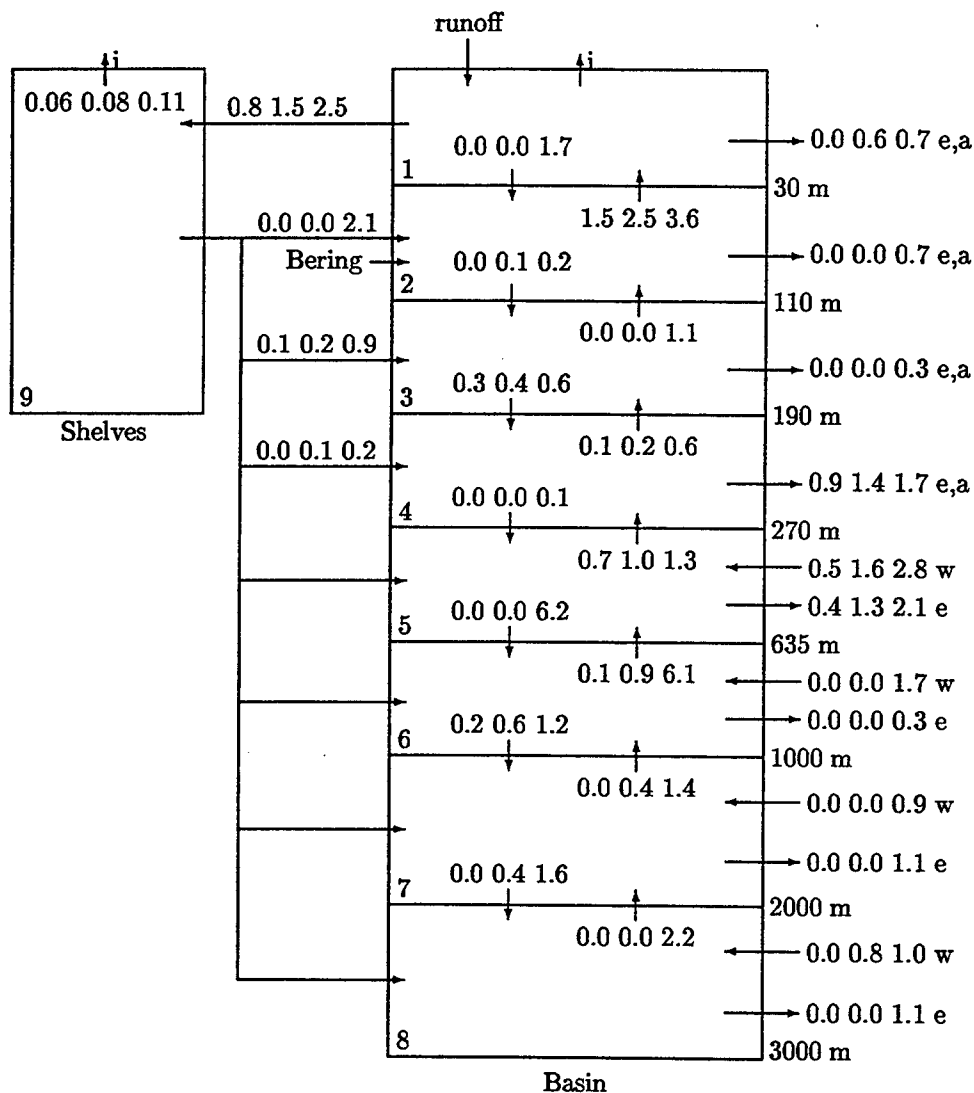 runoff
i
i
0.06 0.08 0.11
0.8 1.5 2.5
0.0 0.6 0.7 e,a
0.0 0.0 1.7
1
30 m
1.5 2.5 3.6
0.0 0.0 2.1
Bering
0.0 0.1 0.2
0.0 0.0 0.7 e,a
2
110 m
0.0 0.0 1.1
0.1 0.2 0.9
0.0 0.0 0.3 e,a
0.3 0.4 0.6
9
3
190 m
Shelves
0.1 0.2 0.6
0.0 0.1 0.2
0.9 1.4 1.7 e,a
0.0 0.0 0.1
4
270 m
0.7 1.0 1.3
0.5 1.6 2.8 w
0.4 1.3 2.1 e
0.0 0.0 6.2
5
635 m
0.1 0.9 6.1
0.0 0.0 1.7 w
0.0 0.0 0.3 e
0.2 0.6 1.2
6
1000 m
0.0 0.4 1.4
0.0 0.0 0.9 w
0.0 0.0 1.1 e
0.0 0.4 1.6
7
2000 m
0.0 0.0 2.2
0.0 0.8 1.0 w
0.0 0.0 1.1 e
8
3000 m
Basin